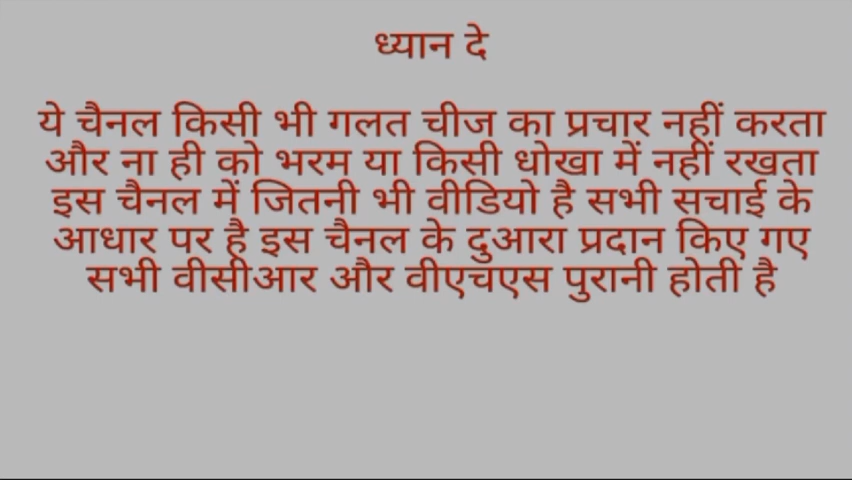 ध्यान दे
ये चैनल किसी भी गलत चीज का प्रचार नहीं करता
और ना ही को भरम या किसी धोखा में नहीं रखता
इस चैनल में जितनी भी वीडियो है सभी सचाई के
आधार पर है इस चैनल के दुआरा प्रदान किए गए
सभी वीसीआर और वीएचएस पुरानी होती है